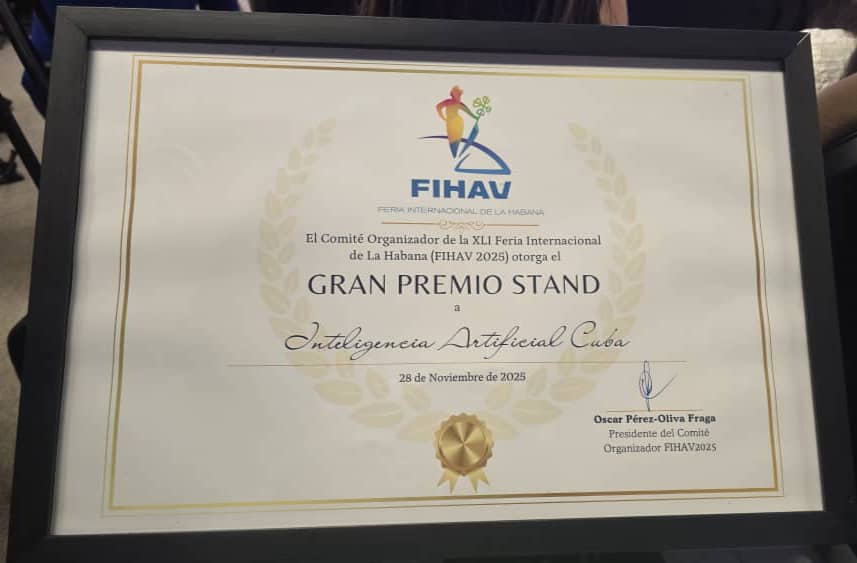 FIHAV
FERIA INTERNACIONAL DE LA HABANA
El Comité Organizador de la XLI Feria Internacional
de La Habana (FIHAV 2025) otorga el
GRAN PREMIO STAND
a
Inteligencia Artificial Cuba
28 de Noviembre de 2025
Oscar Pérez-Oliva Fraga
Presidente del Comité
Organizador FIHAV2025